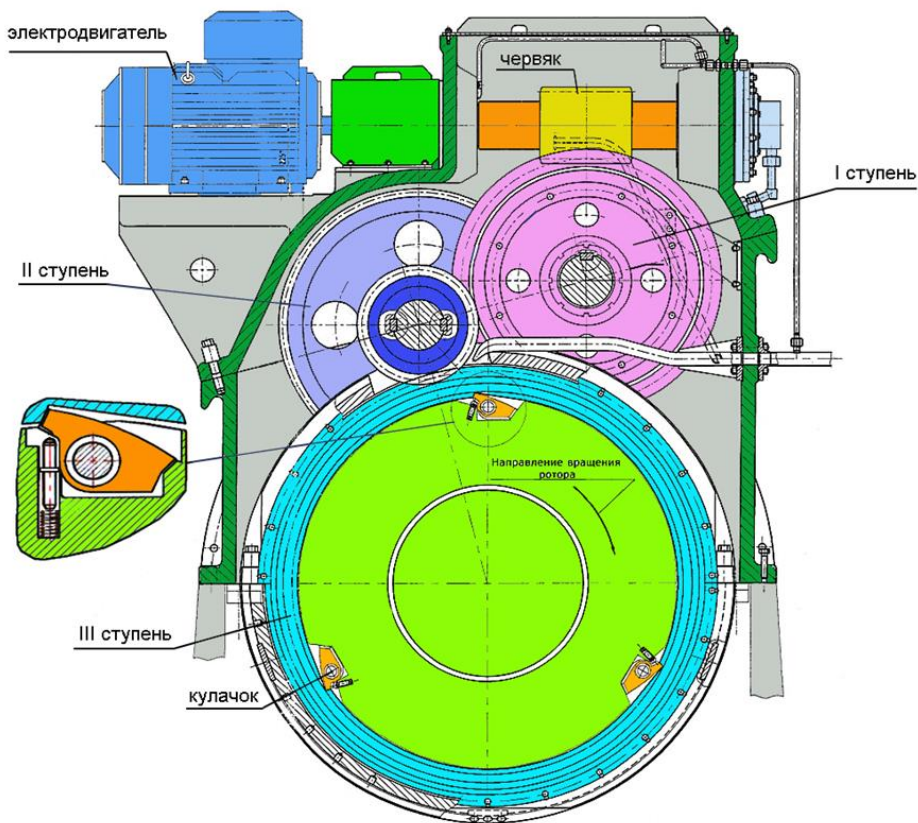 электродвигатель
червяк
I ступень
II ступень
Направление вращения
ротора
III ступень
кулачок